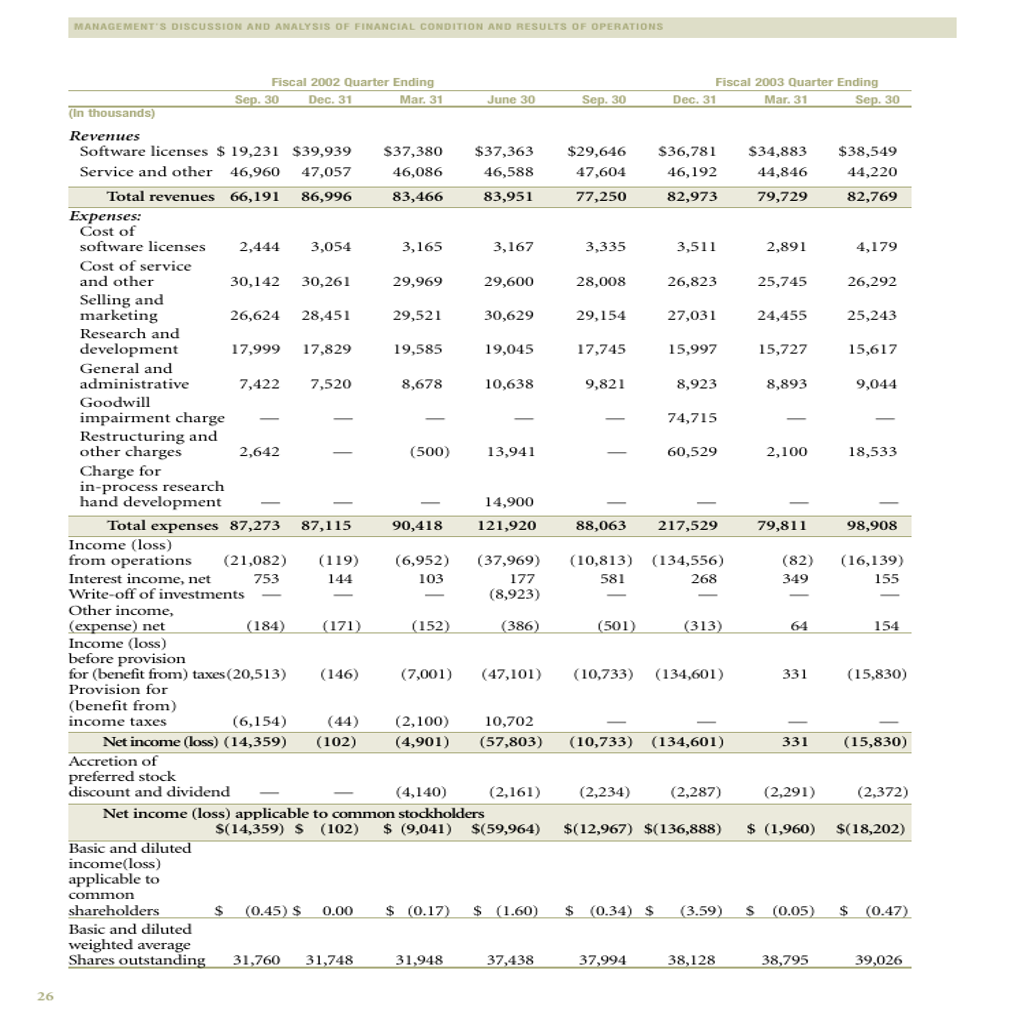 MANAGEMENT'S DISCUSSION AND ANALYSIS OF FINANCIAL CONDITION AND RESULTS OF OPERATIONS
Fiscal 2002 Quarter Ending Fiscal 2003 Quarter Ending
Sep. 30 Dec. 31 Mar. 31 June 30 Sep. 30 Dec. 31 Mar. 31 Sep. 30
(In thousands)
Revenues
Software licenses $ 19,231 $39,939 $37,380 $37,363 $29,646 $36,781 $34,883 $38,549
Service and other 46,960 47,057 46,086 46,588 47,604 46,192 44,846 44,220
Total revenues 66,191 86,996 83,466 83,951 77,250 82,973 79,729 82,769
Expenses:
Cost of
software licenses 2,444 3,054 3,165 3,167 3,335 3,511 2,891 4,179
Cost of service
and other 30,142 30,261 29,969 29,600 28,008 26,823 25,745 26,292
Selling and
marketing 26,624 28,451 29,521 30,629 29,154 27,031 24,455 25,243
Research and
development 17,999 17,829 19,585 19,045 17,745 15,997 15,727 15,617
General and
administrative 7,422 7,520 8,678 10,638 9,821 8,923 8,893 9,044
Goodwill
impairment charge — — — — — 74,715 — —
Restructuring and
other charges 2,642 — (500) 13,941 — 60,529 2,100 18,533
Charge for
in-process research
hand development — — — 14,900 — — — —
Total expenses 87,273 87,115 90,418 121,920 88,063 217,529 79,811 98,908
Income (loss)
from operations (21,082) (119) (6,952) (37,969) (10,813) (134,556) (82) (16,139)
Interest income, net 753 144 103 177 581 268 349 155
Write-off of investments — — — (8,923) — — — —
Other income,
(expense) net (184) (171) (152) (386) (501) (313) 64 154
Income (loss)
before provision
for (benefit from) taxes (20,513) (146) (7,001) (47,101) (10,733) (134,601) 331 (15,830)
Provision for
(benefit from)
income taxes (6,154) (44) (2,100) 10,702 — — — —
Net income (loss) (14,359) (102) (4,901) (57,803) (10,733) (134,601) 331 (15,830)
Accretion of
preferred stock
discount and dividend — — (4,140) (2,161) (2,234) (2,287) (2,291) (2,372)
Net income (loss) applicable to common stockholders
$(14,359) $ (102) $ (9,041) $(59,964) $(12,967) $(136,888) $ (1,960) $(18,202)
Basic and diluted
income(loss)
applicable to
common
shareholders $ (0.45) $ 0.00 $ (0.17) $ (1.60) $ (0.34) $ (3.59) $ (0.05) $ (0.47)
Basic and diluted
weighted average
Shares outstanding 31,760 31,748 31,948 37,438 37,994 38,128 38,795 39,026
26